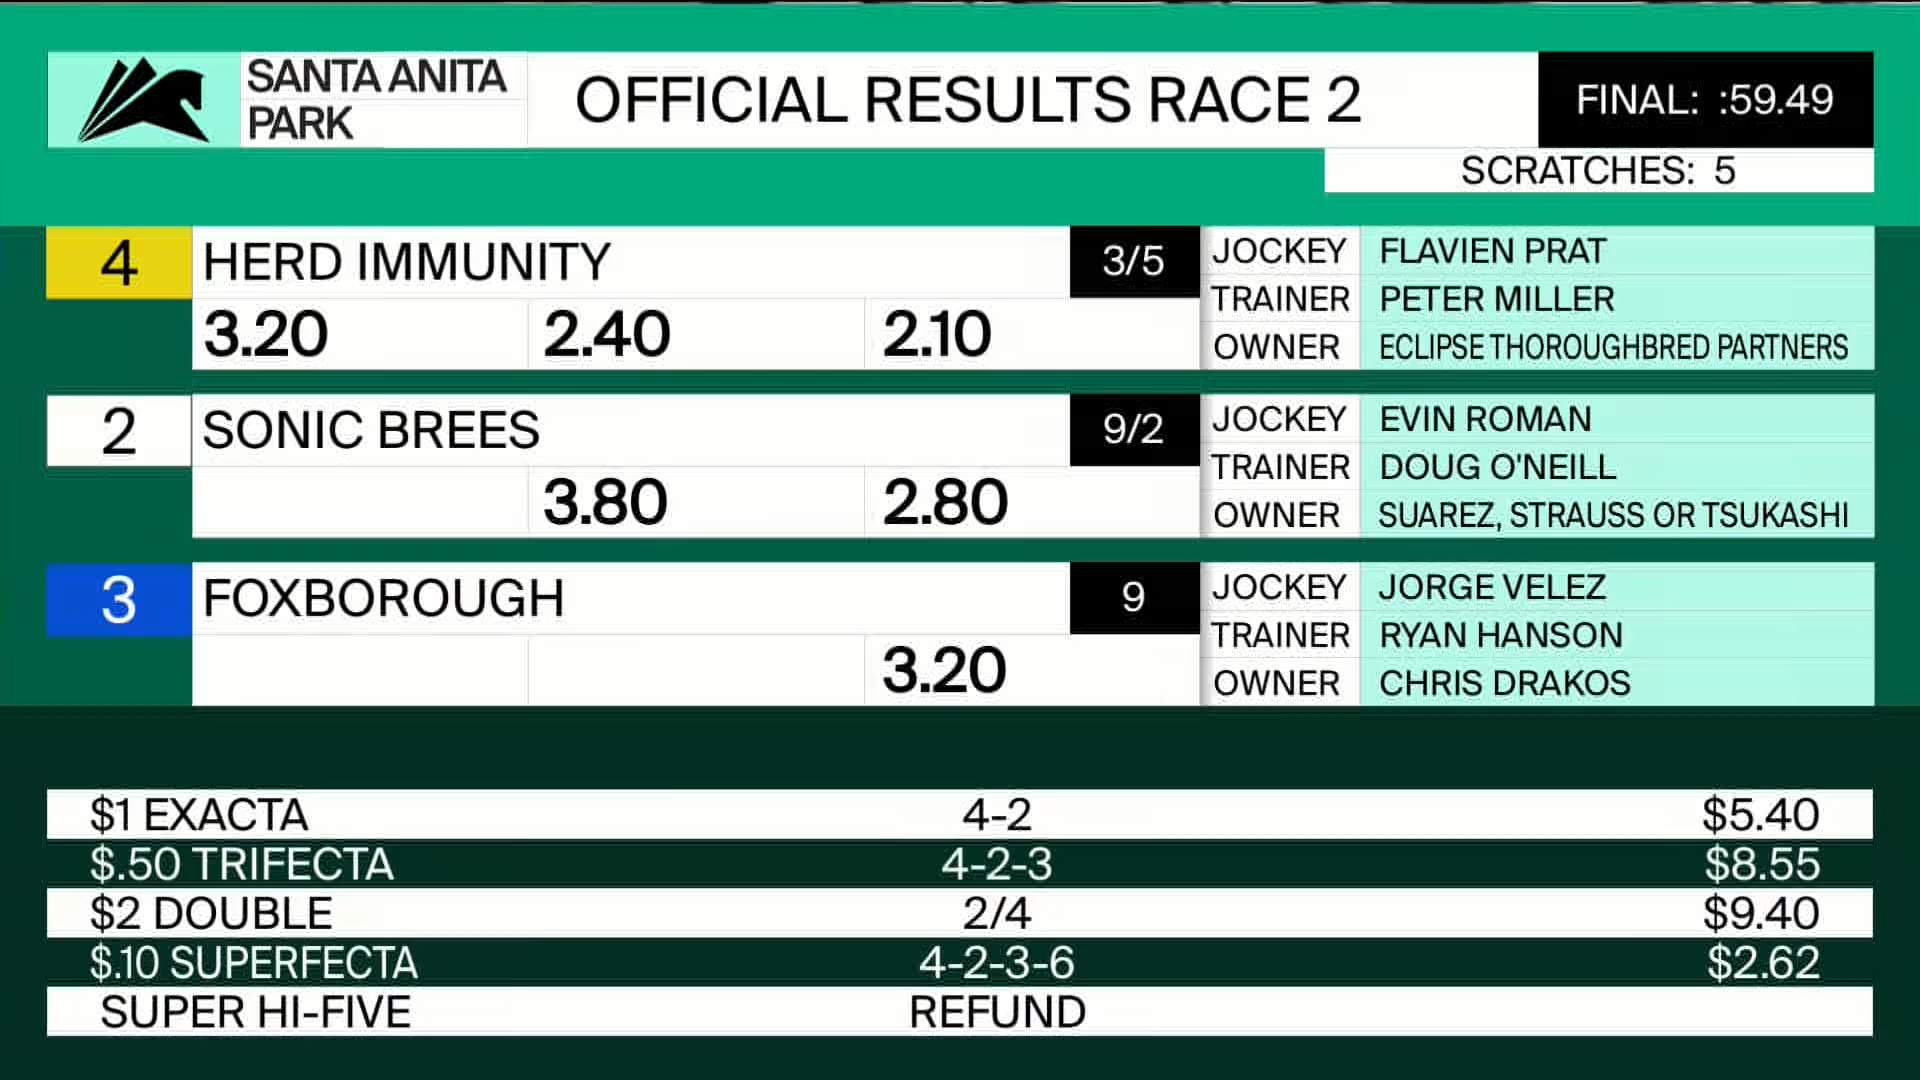 SANTA ANITA
PARK
OFFICIAL RESULTS RACE 2
FINAL: :59.49
SCRATCHES: 5
4 HERD IMMUNITY 3/5
3.20 2.40 2.10
JOCKEY FLAVIEN PRAT
TRAINER PETER MILLER
OWNER ECLIPSE THOROUGHBRED PARTNERS
2 SONIC BREES 9/2
3.80 2.80
JOCKEY EVIN ROMAN
TRAINER DOUG O'NEILL
OWNER SUAREZ, STRAUSS OR TSUKASHI
3 FOXBOROUGH 9
3.20
JOCKEY JORGE VELEZ
TRAINER RYAN HANSON
OWNER CHRIS DRAKOS
$1 EXACTA 4-2 $5.40
$.50 TRIFECTA 4-2-3 $8.55
$2 DOUBLE 2/4 $9.40
$.10 SUPERFECTA 4-2-3-6 $2.62
SUPER HI-FIVE REFUND